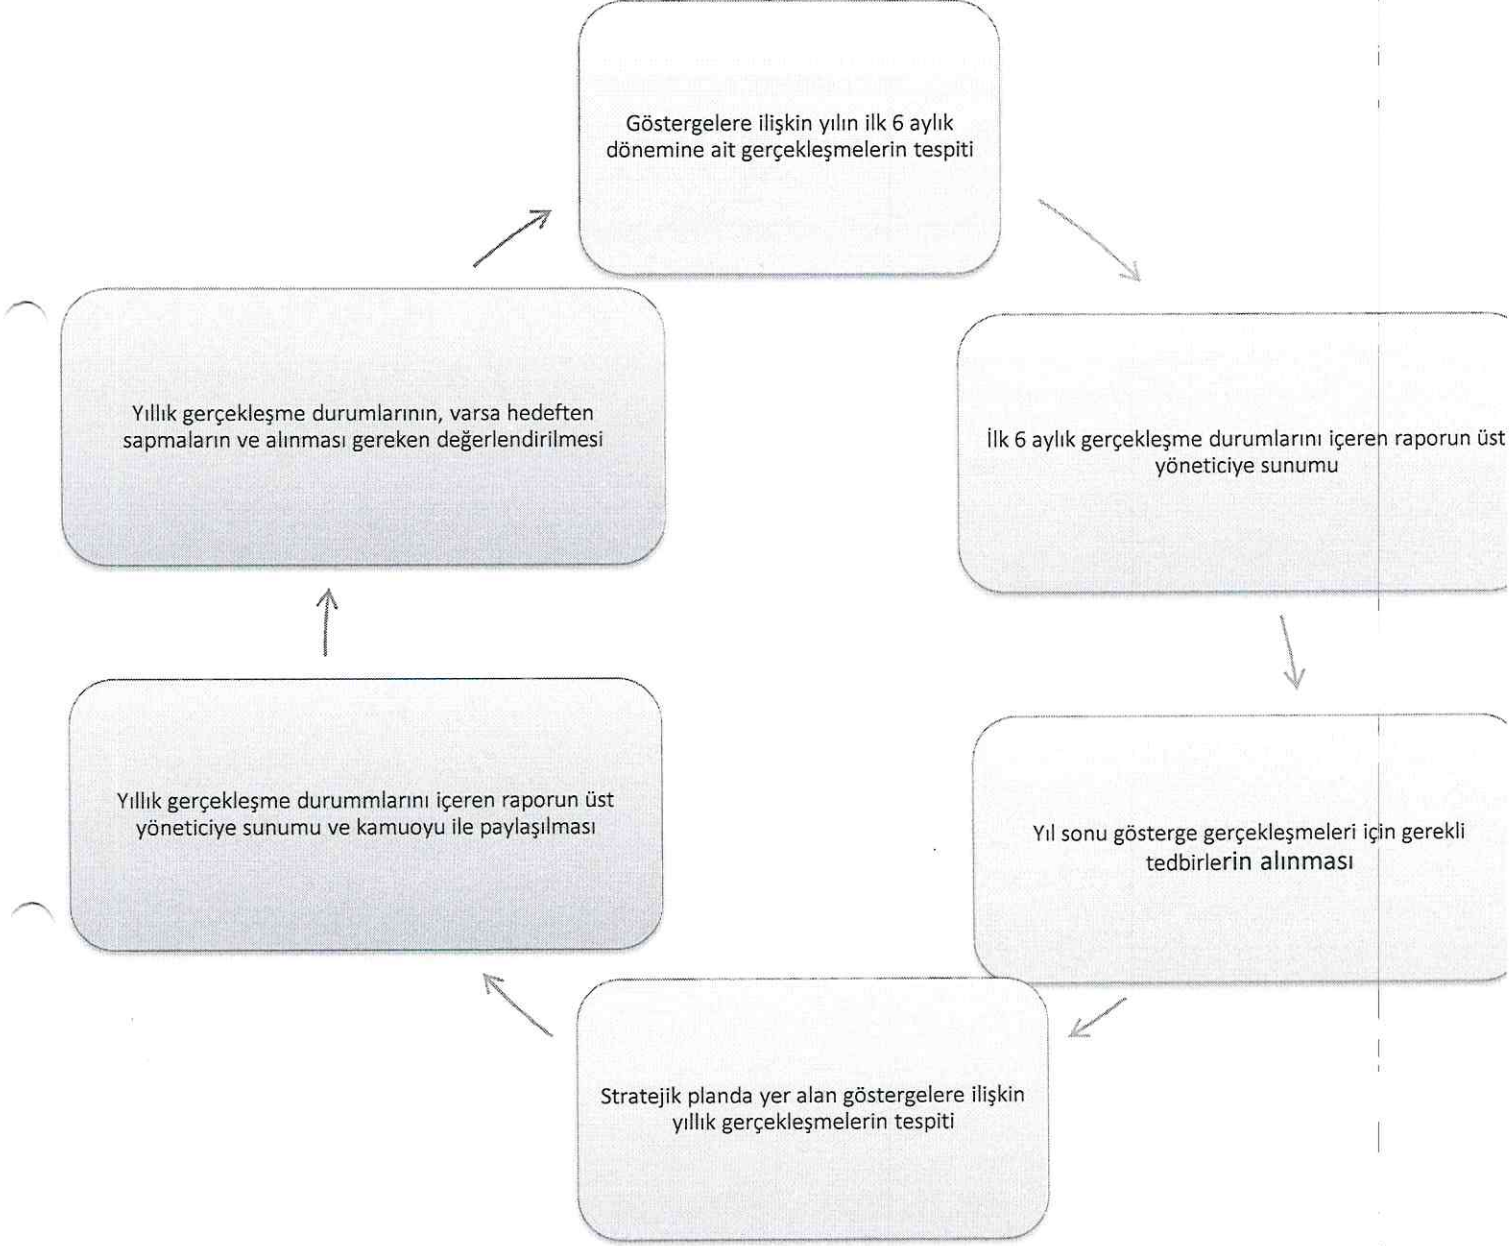 Göstergelere ilişkin yılın ilk 6 aylık
dönemine ait gerçekleşmelerin tespiti
İlk 6 aylık gerçekleşme durumlarını içeren raporun üst
yöneticiye sunumu
Yıl sonu gösterge gerçekleşmeleri için gerekli
tedbirlerin alınması
Stratejik planda yer alan göstergelere ilişkin
yıllık gerçekleşmelerin tespiti
Yıllık gerçekleşme durummlarını içeren raporun üst
yöneticiye sunumu ve kamuoyu ile paylaşılması
Yıllık gerçekleşme durumlarının, varsa hedeften
sapmaların ve alınması gereken değerlendirilmesi